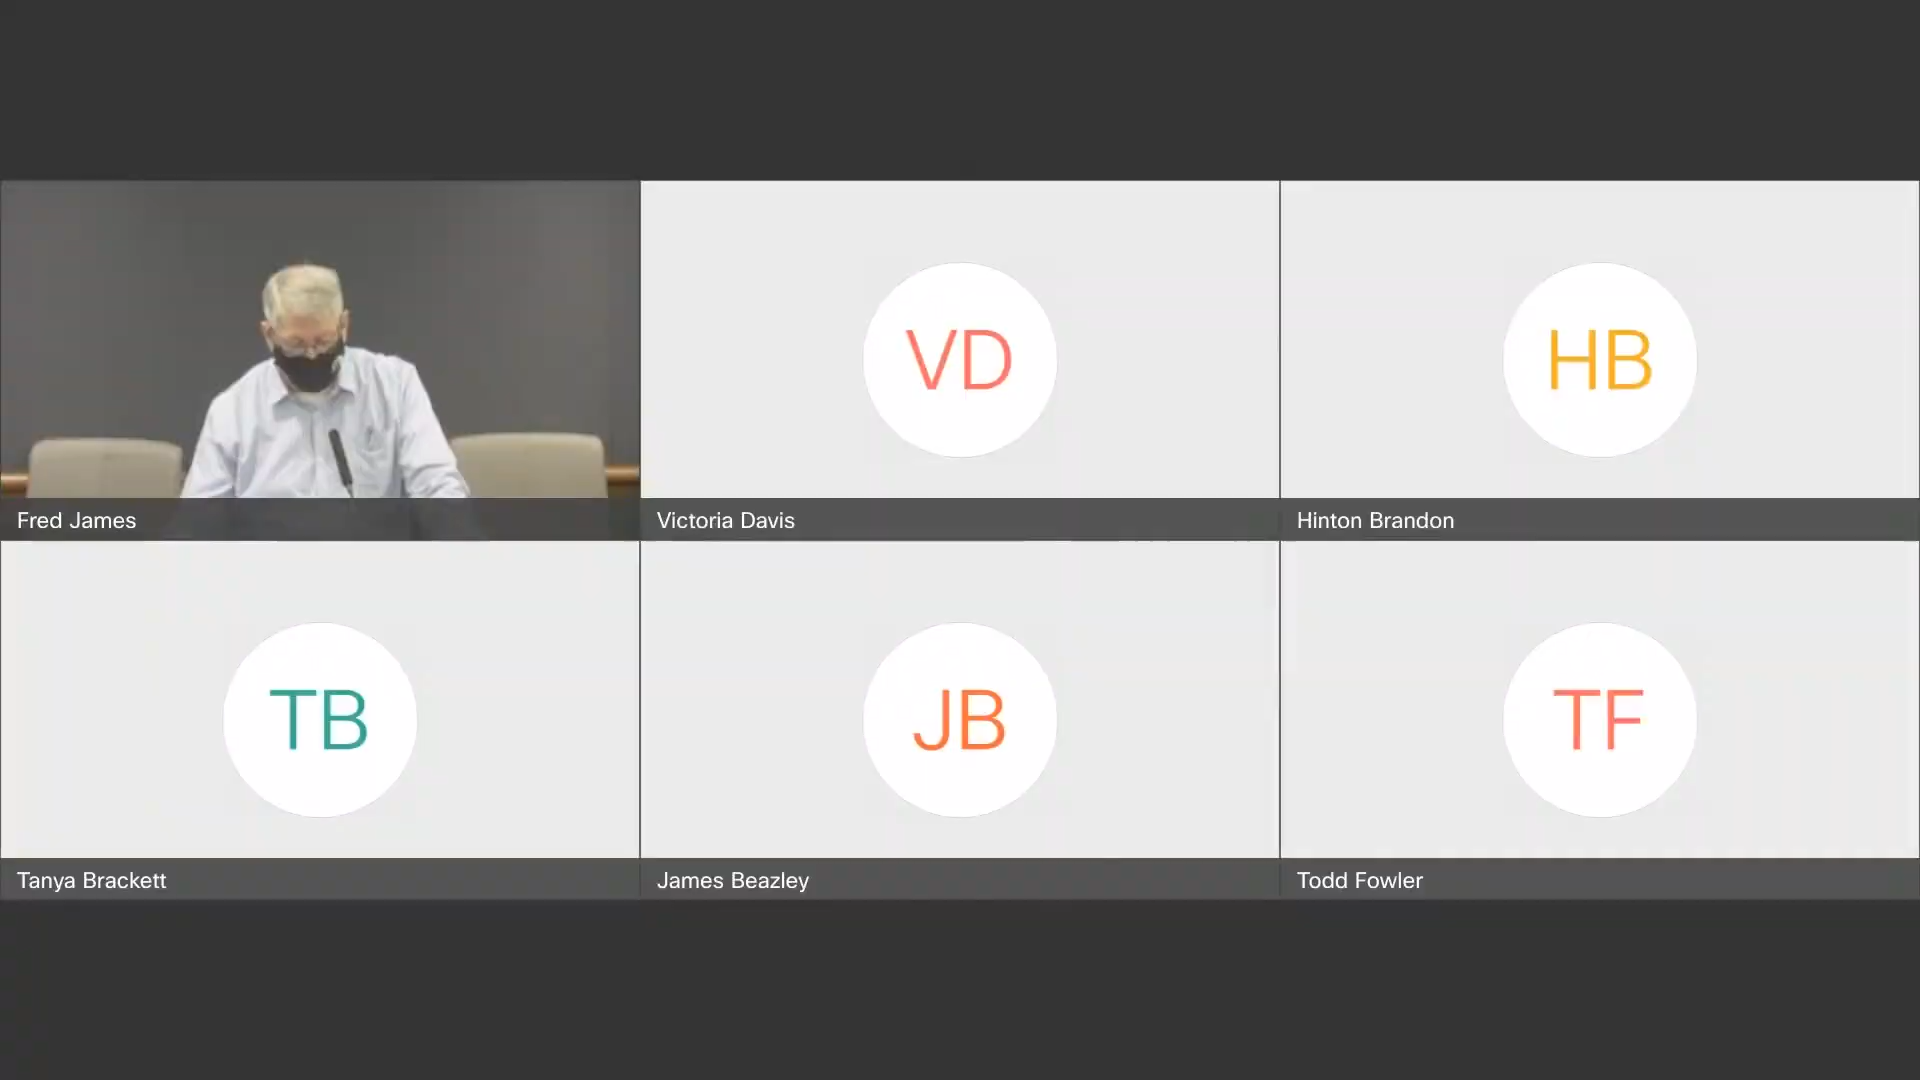 VD
HB
Fred James
Victoria Davis
Hinton Brandon
TB
JB
TF
Tanya Brackett
James Beazley
Todd Fowler